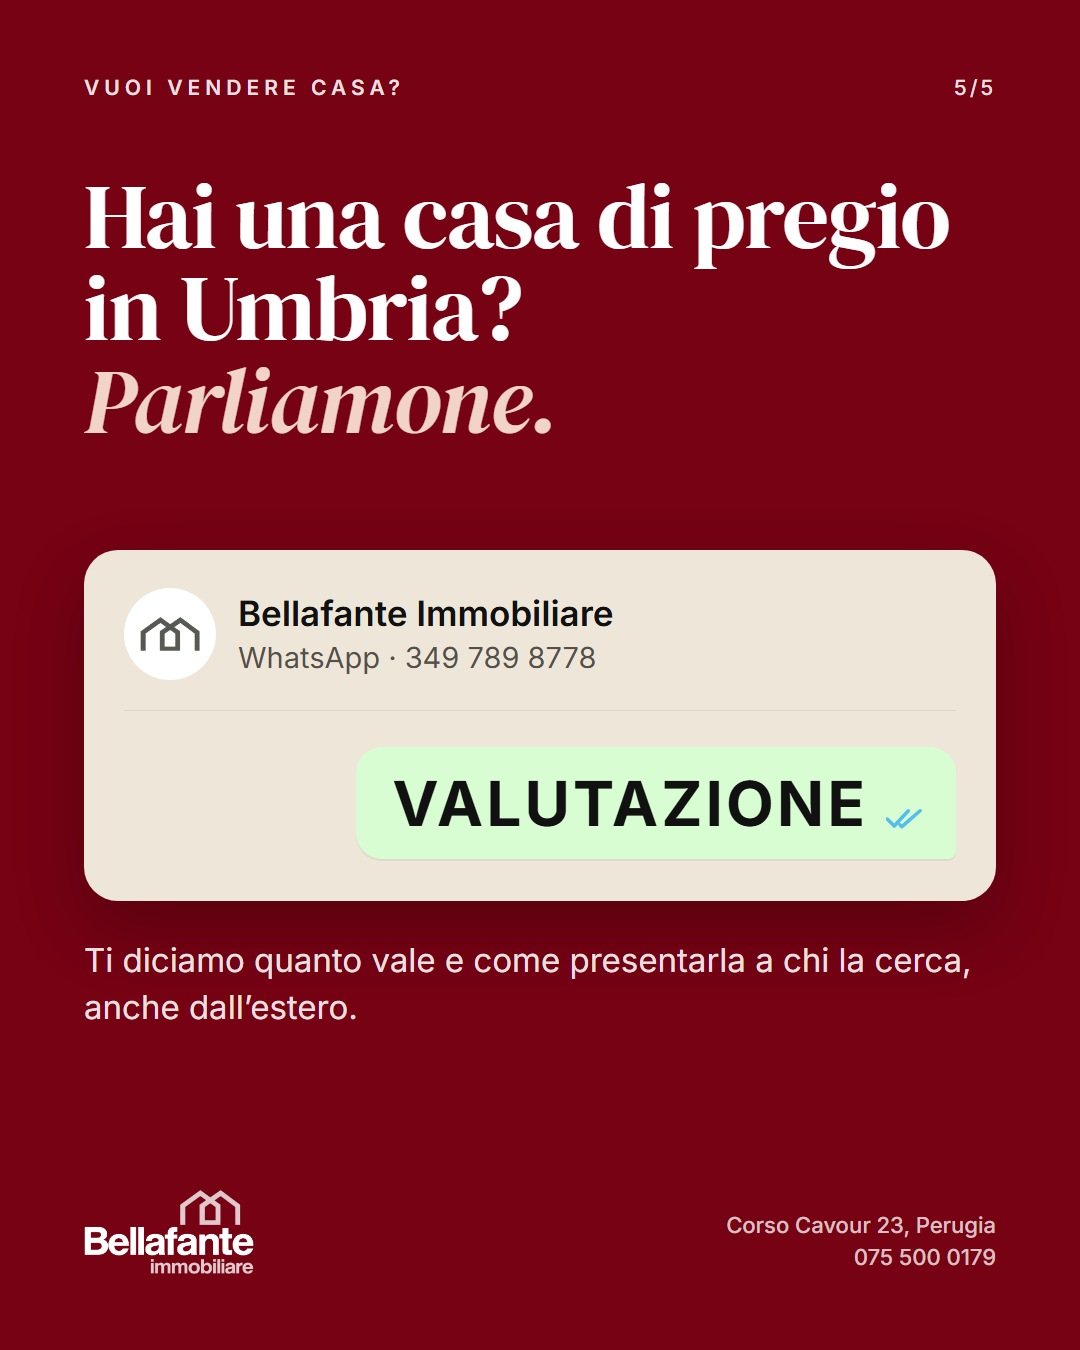 VUOI VENDERE CASA?
5/5
Hai una casa di pregio
in Umbria?
Parliamone.
Bellafante Immobiliare
WhatsApp · 349 789 8778
VALUTAZIONE
Ti diciamo quanto vale e come presentarla a chi la cerca,
anche dall’estero.
Bellafante
immobiliare
Corso Cavour 23, Perugia
075 500 0179